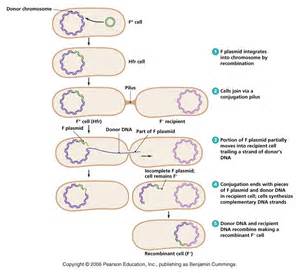 Donor chromosome
F⁺ cell
1 F plasmid integrates
into chromosome by
recombination
Hfr cell
2 Cells join via a
conjugation pilus
Pilus
F⁺ cell (Hfr)
F⁻ recipient
F plasmid
Donor DNA
Part of F plasmid
3 Portion of F plasmid partially
moves into recipient cell
trailing a strand of donor's
DNA
Incomplete F plasmid;
cell remains F⁻
4 Conjugation ends with pieces
of F plasmid and donor DNA
in recipient cell; cells synthesize
complementary DNA strands
5 Donor DNA and recipient
DNA recombine making a
recombinant F⁻ cell
Recombinant cell (F⁻)
Copyright © 2006 Pearson Education, Inc., publishing as Benjamin Cummings.